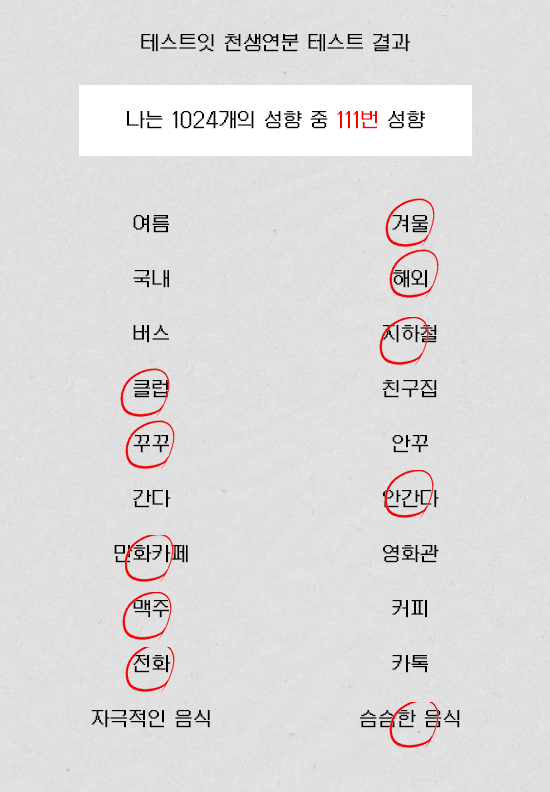 테스트잇 천생연분 테스트 결과
나는 1024개의 성향 중 111번 성향
여름 겨울
국내 해외
버스 지하철
클럽 친구집
꾸꾸 안꾸
간다 안간다
만화카페 영화관
맥주 커피
전화 카톡
자극적인 음식 슴슴한 음식